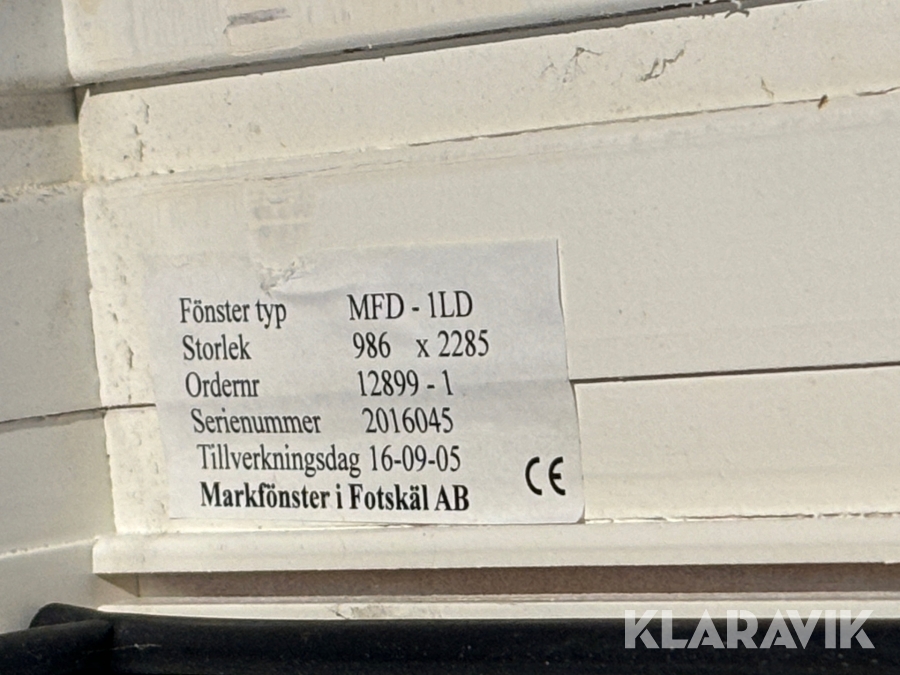 KLARAVIK
Fönster typ MFD - 1LD
Storlek 986 x 2285
Ordernr 12899 - 1
Serienummer 2016045
Tillverkningsdag 16-09-05
Markfönster i Fotskäl AB CE
KLARAVIK